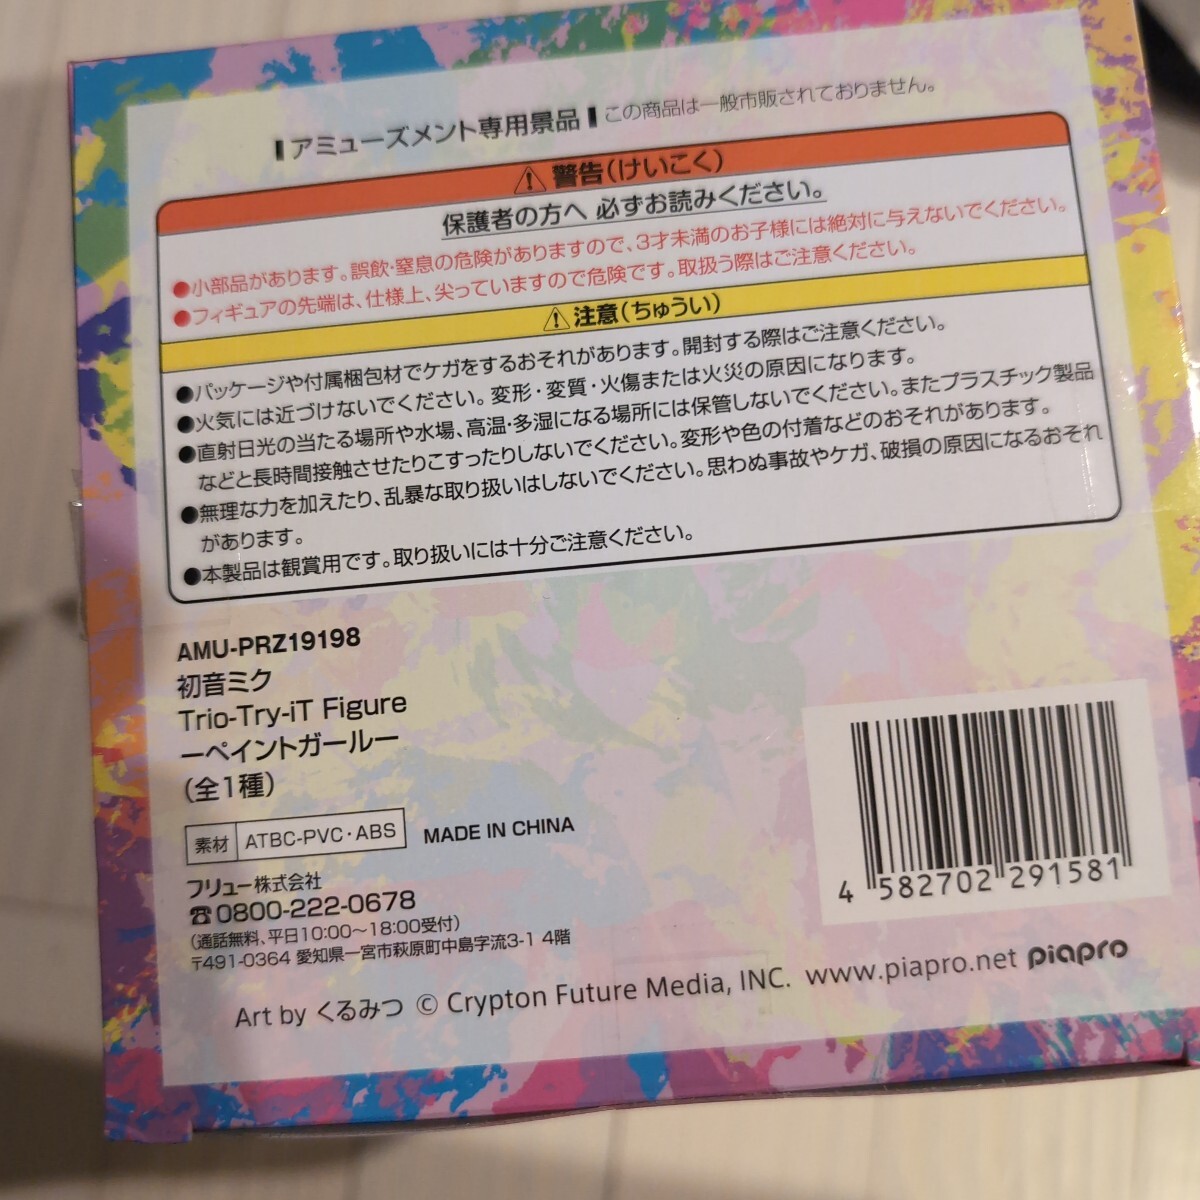 アミューズメント専用景品 この商品は一般市販されておりません。
警告(けいこく)
保護者の方へ 必ずお読みください。
●小部品があります。誤飲・窒息の危険がありますので、3才未満のお子様には絶対に与えないでください。
●フィギュアの先端は、仕様上、尖っていますので危険です。取扱う際はご注意ください。
注意(ちゅうい)
●パッケージや付属梱包材でケガをするおそれがあります。開封する際はご注意ください。
●火気には近づけないでください。変形・変質・火傷または火災の原因になります。
●直射日光の当たる場所や水場、高温・多湿になる場所には保管しないでください。またプラスチック製品
などと長時間接触させたりこすったりしないでください。変形や色の付着などのおそれがあります。
●無理な力を加えたり、乱暴な取り扱いはしないでください。思わぬ事故やケガ、破損の原因になるおそれ
があります。
●本製品は観賞用です。取り扱いには十分ご注意ください。
AMU-PRZ19198
初音ミク
Trio-Try-iT Figure
ーペイントガールー
(全1種)
素材 ATBC-PVC・ABS MADE IN CHINA
フリュー株式会社
☎0800-222-0678
(通話無料、平日10:00〜18:00受付)
〒491-0364 愛知県一宮市萩原町中島字流3-1 4階
4 582702 291581
Art by くるみつ © Crypton Future Media, INC. www.piapro.net piapro